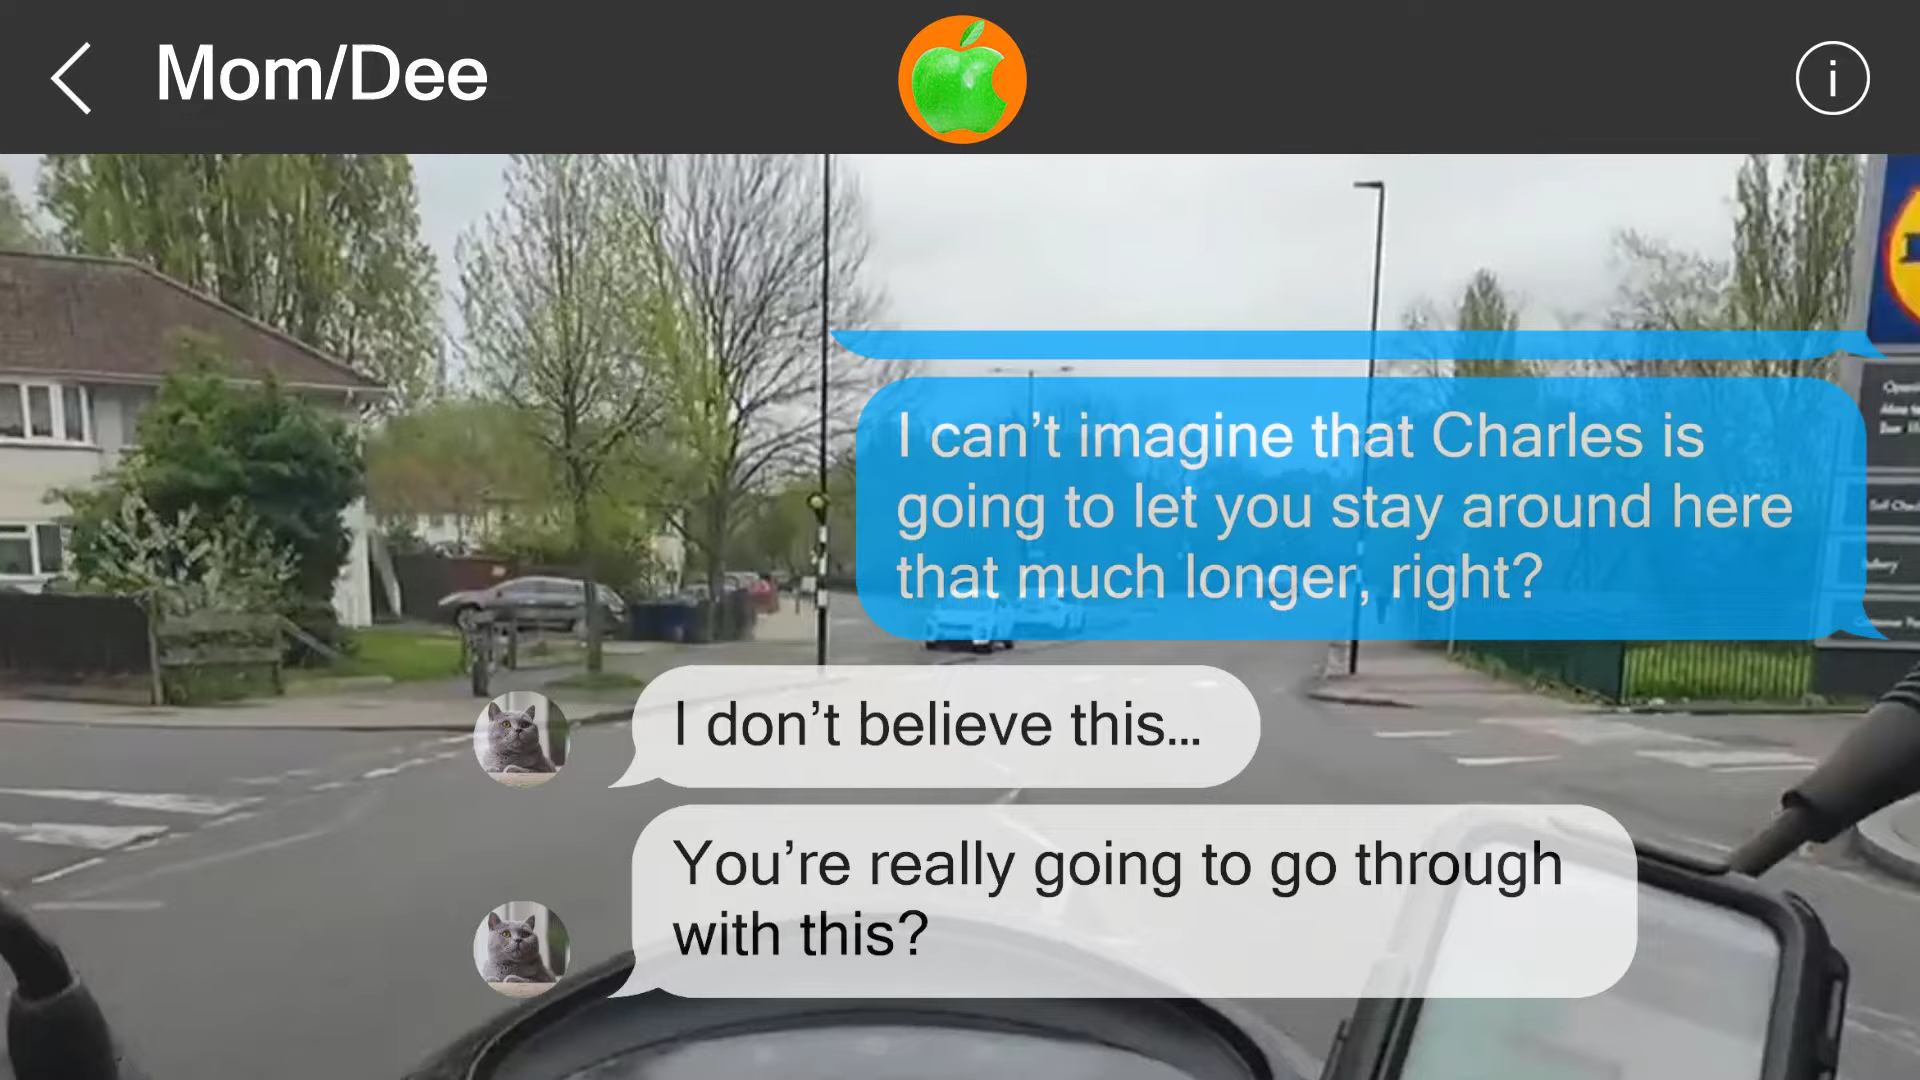 Mom/Dee
i
I can’t imagine that Charles is
going to let you stay around here
that much longer, right?
I don’t believe this...
You’re really going to go through
with this?